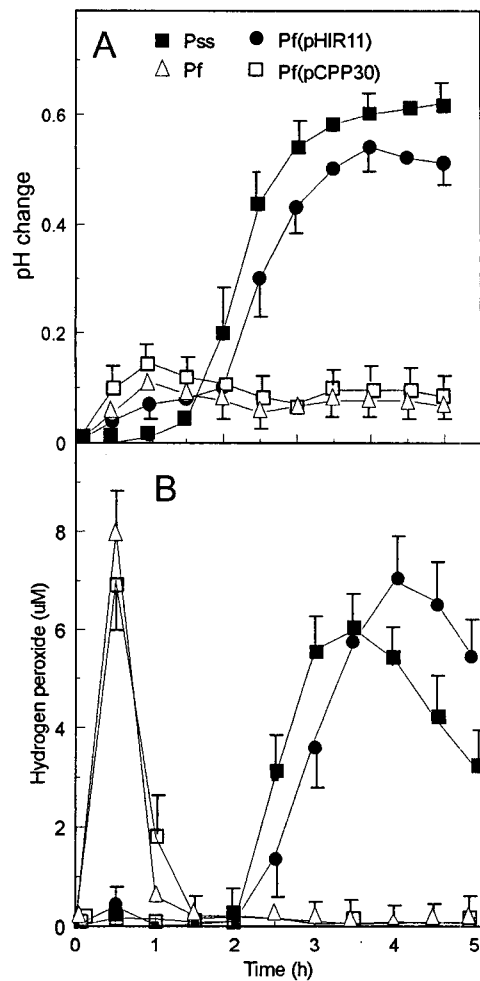 A
Pss
Pf(pHIR11)
Pf
Pf(pCPP30)
pH change
0.6
0.4
0.2
0
B
Hydrogen peroxide (uM)
8
6
4
2
0
0 1 2 3 4 5
Time (h)